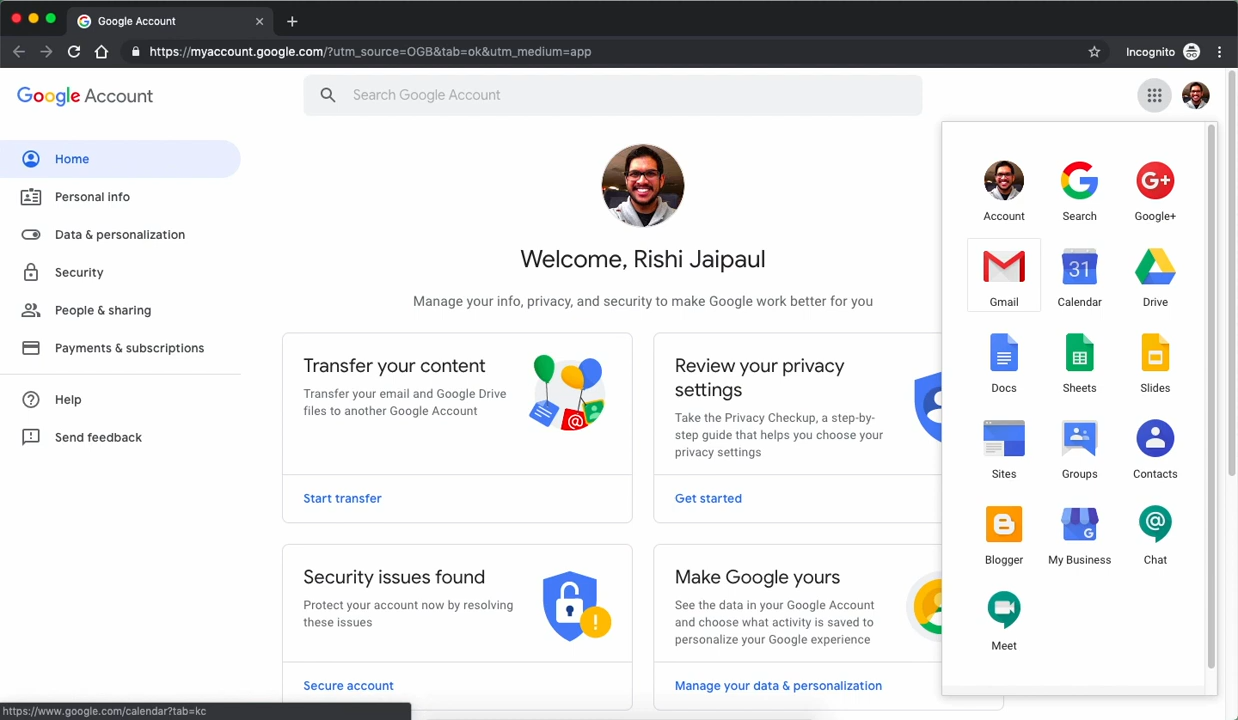 Google Account
https://myaccount.google.com/?utm_source=OGB&tab=ok&utm_medium=app
Incognito
Google Account
Search Google Account
Home
Personal info
Data & personalization
Security
People & sharing
Payments & subscriptions
Help
Send feedback
Welcome, Rishi Jaipaul
Manage your info, privacy, and security to make Google work better for you
Transfer your content
Transfer your email and Google Drive
files to another Google Account
Start transfer
Review your privacy
settings
Take the Privacy Checkup, a step-by-
step guide that helps you choose your
privacy settings
Get started
Security issues found
Protect your account now by resolving
these issues
Secure account
Make Google yours
See the data in your Google Account
and choose what activity is saved to
personalize your Google experience
Manage your data & personalization
G+
31
Account Search Google+
Gmail Calendar Drive
Docs Sheets Slides
Sites Groups Contacts
Blogger My Business Chat
Meet
https://www.google.com/calendar?tab=kc